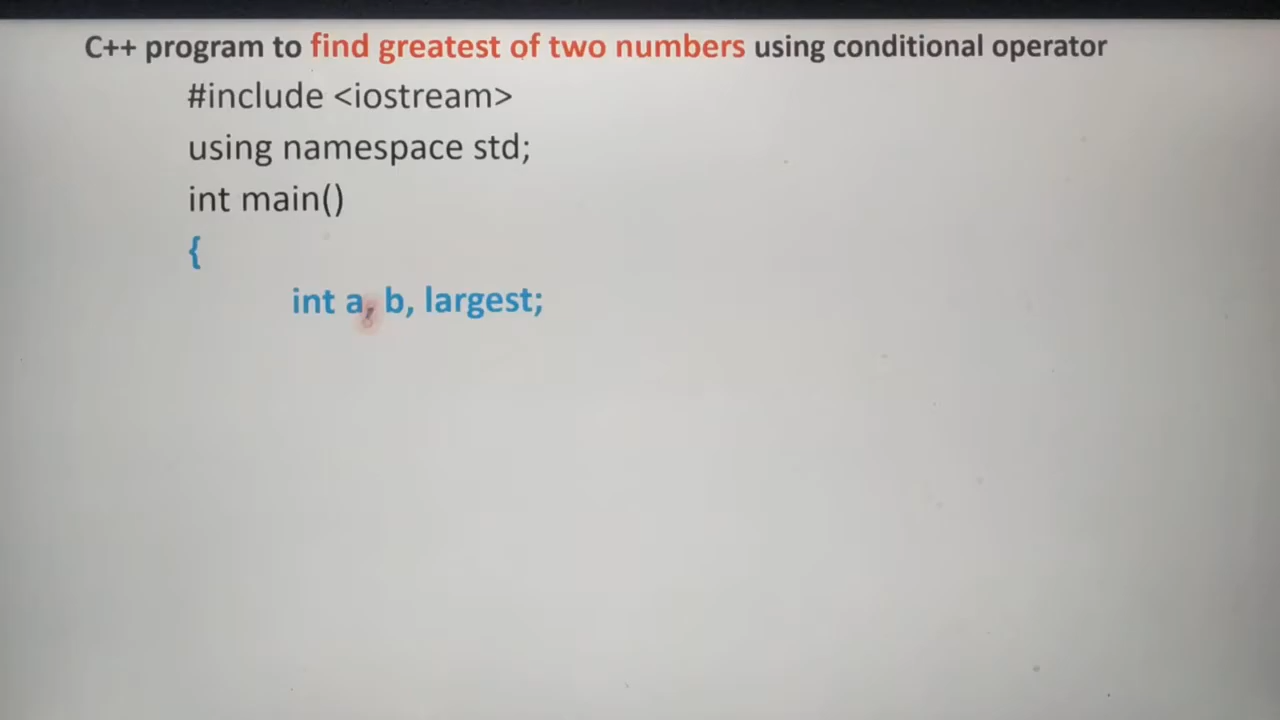 C++ program to find greatest of two numbers using conditional operator
#include <iostream>
using namespace std;
int main()
{
int a, b, largest;